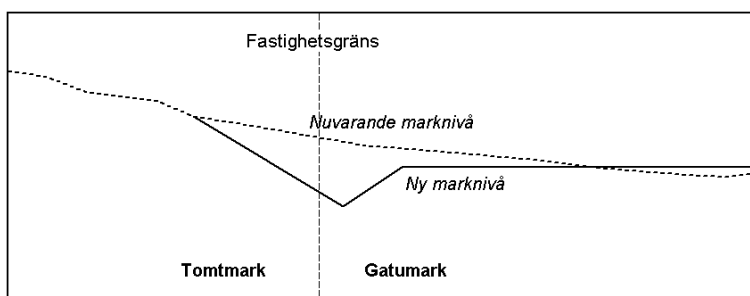 Fastighetsgräns
Nuvarande marknivå
Ny marknivå
Tomtmark
Gatumark